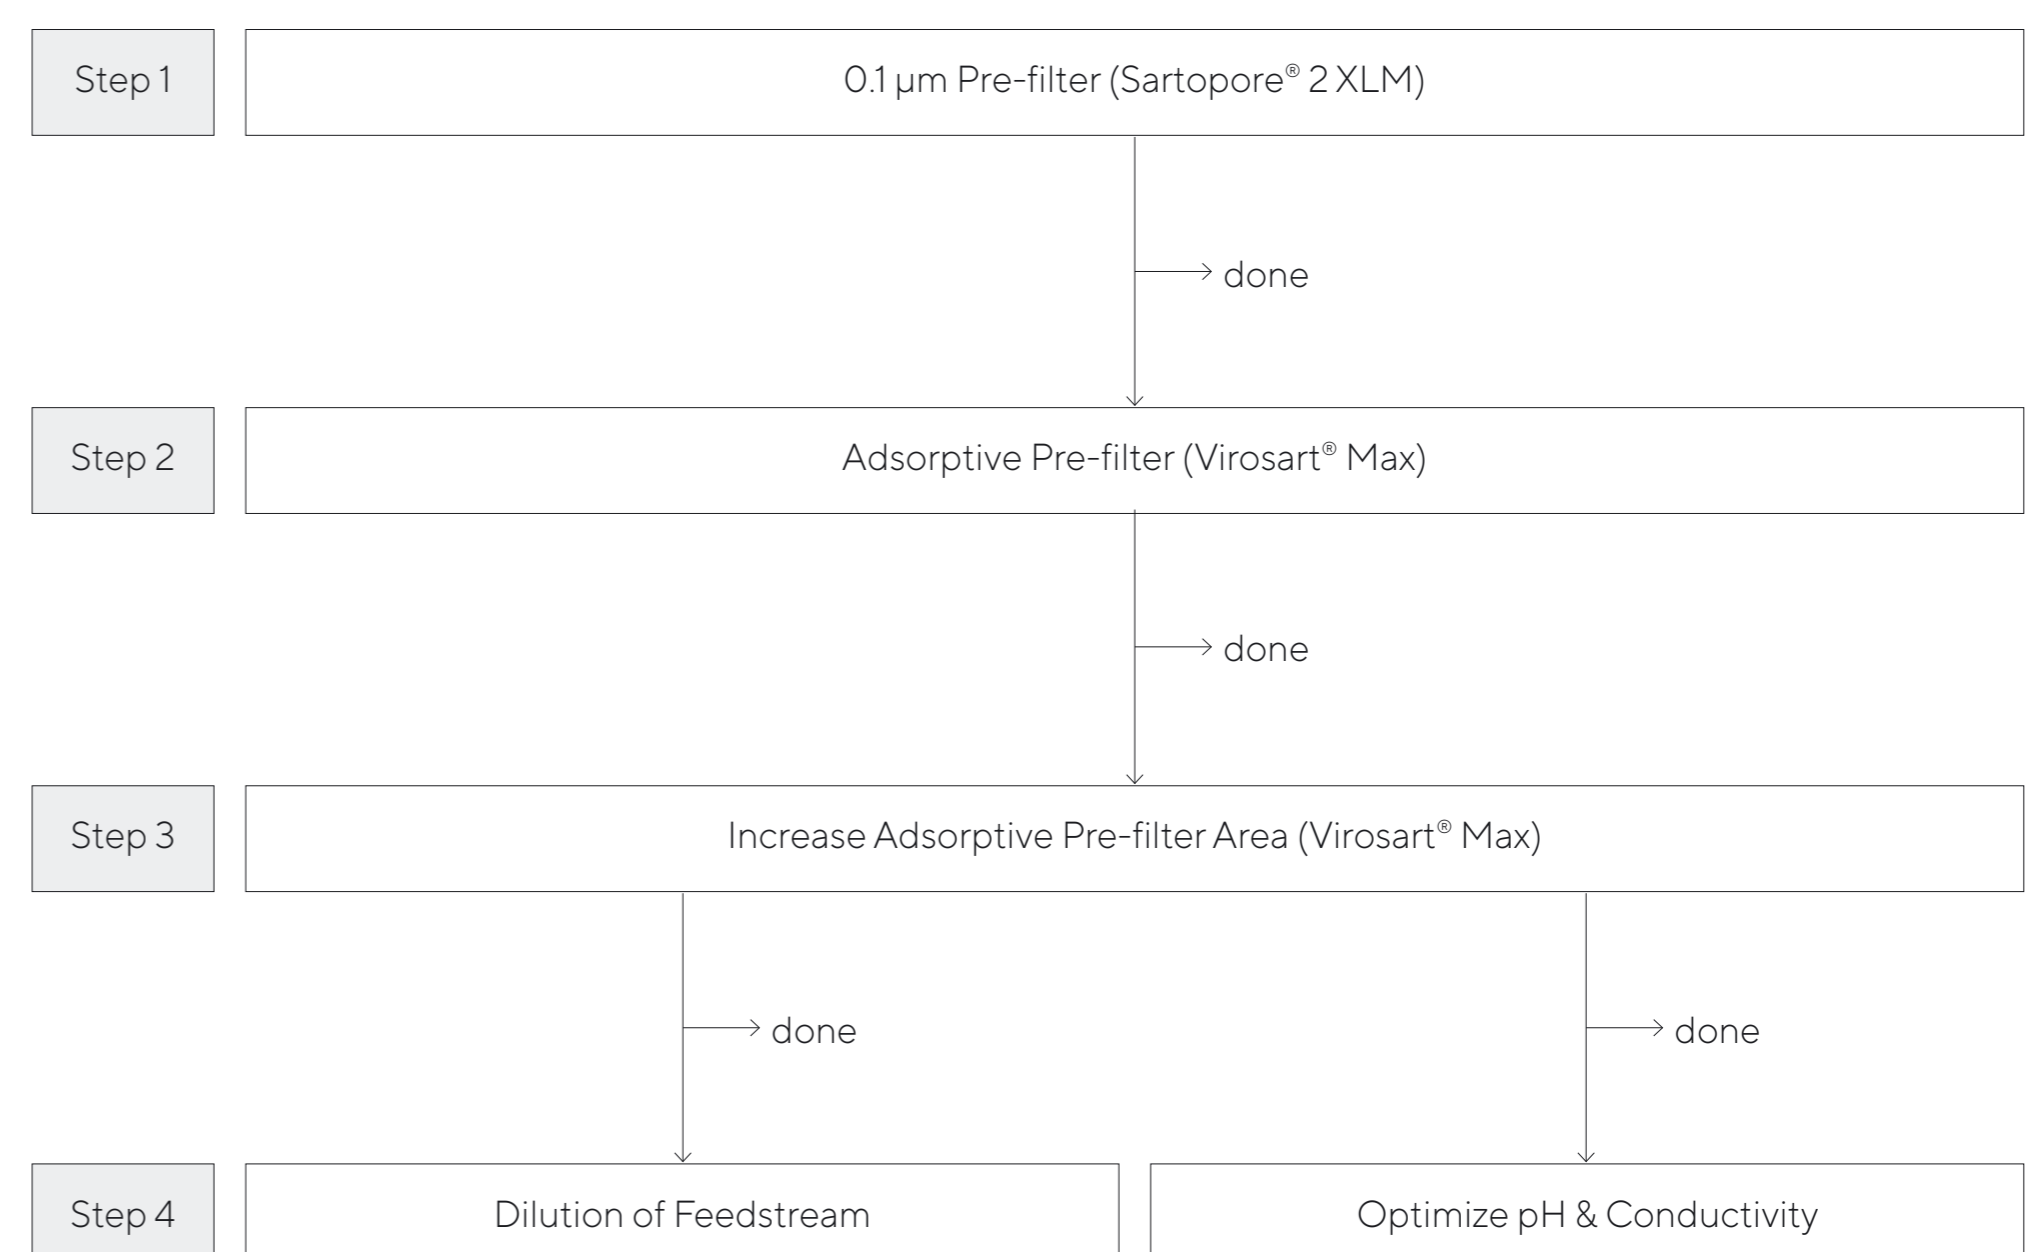 Step 1
0.1 µm Pre-filter (Sartopore® 2 XLM)
done
Step 2
Adsorptive Pre-filter (Virosart® Max)
done
Step 3
Increase Adsorptive Pre-filter Area (Virosart® Max)
done
done
Step 4
Dilution of Feedstream
Optimize pH & Conductivity